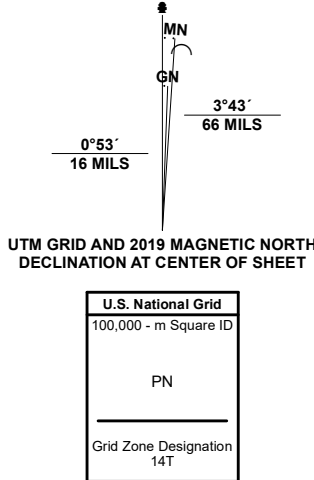 MN
GN
3°43´
66 MILS
0°53´
16 MILS
UTM GRID AND 2019 MAGNETIC NORTH
DECLINATION AT CENTER OF SHEET
U.S. National Grid
100,000 - m Square ID
PN
Grid Zone Designation
14T